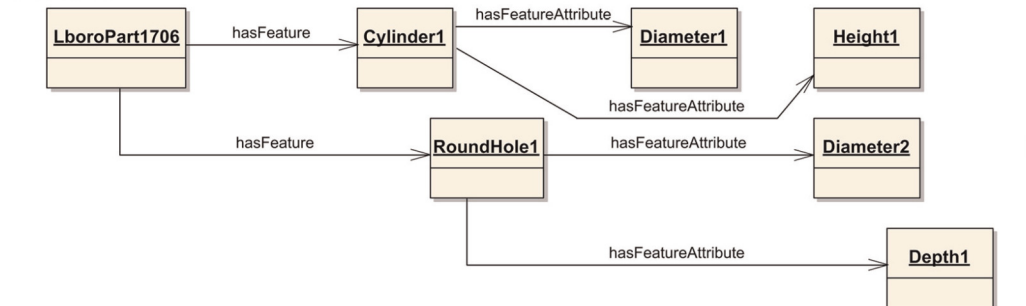 hasFeatureAttribute
LboroPart1706
hasFeature
Cylinder1
Diameter1
Height1
hasFeatureAttribute
hasFeature
RoundHole1
hasFeatureAttribute
Diameter2
hasFeatureAttribute
Depth1